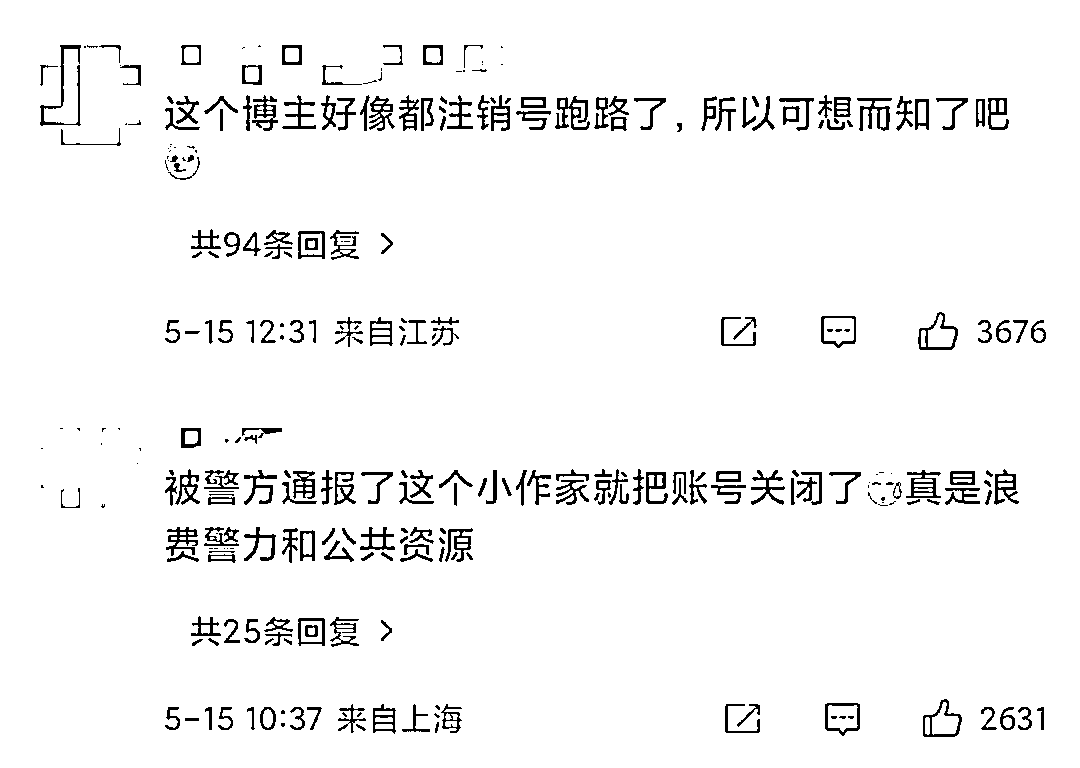 这个博主好像都注销号跑路了，所以可想而知了吧
共94条回复 >
5-15 12:31 来自江苏
3676
被警方通报了这个小作家就把账号关闭了真是浪
费警力和公共资源
共25条回复 >
5-15 10:37 来自上海
2631